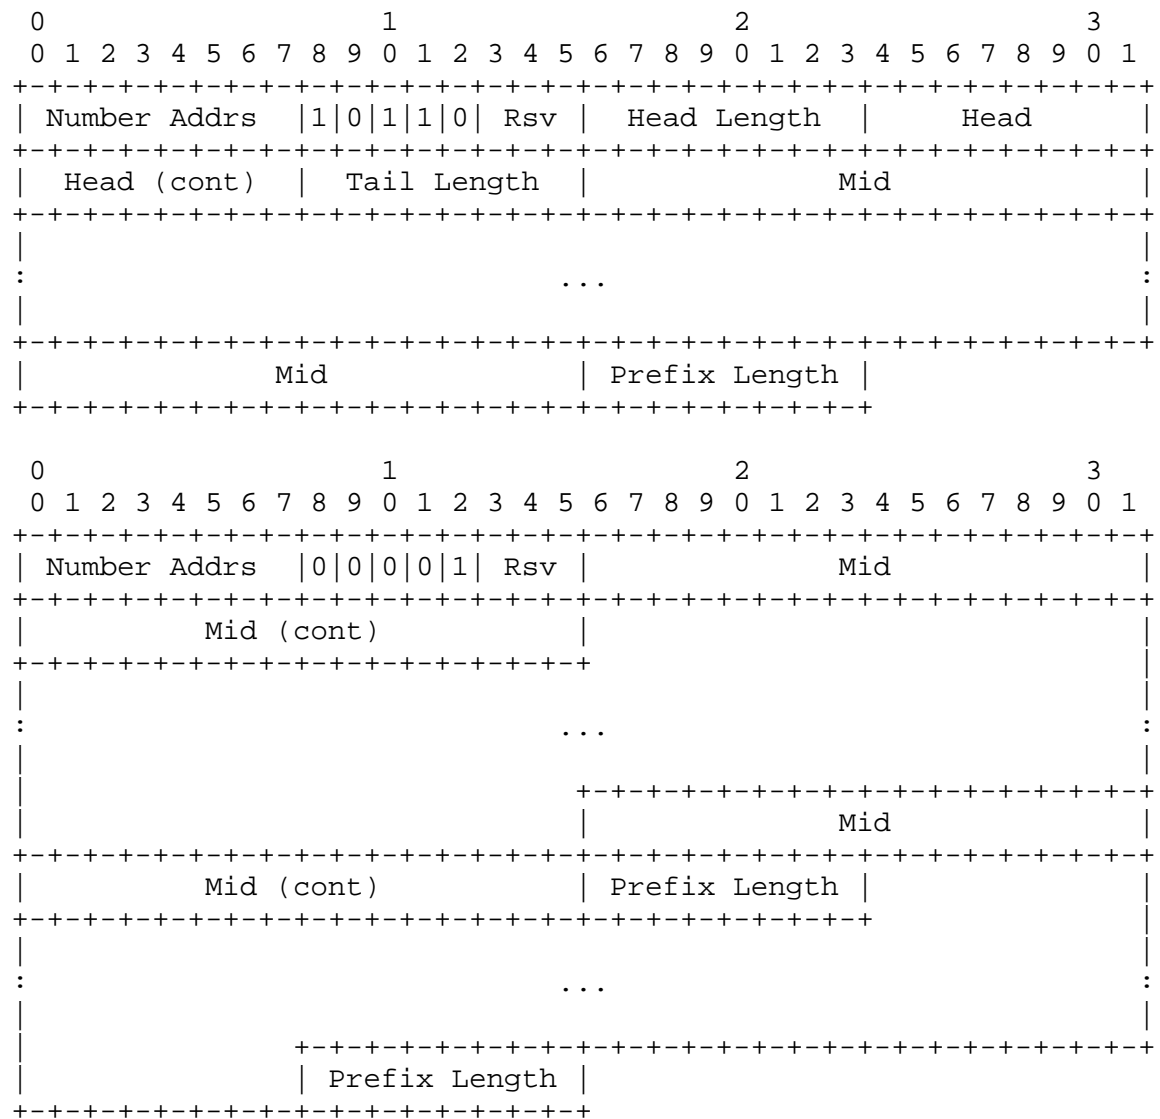 0                   1                   2                   3
 0 1 2 3 4 5 6 7 8 9 0 1 2 3 4 5 6 7 8 9 0 1 2 3 4 5 6 7 8 9 0 1
+-+-+-+-+-+-+-+-+-+-+-+-+-+-+-+-+-+-+-+-+-+-+-+-+-+-+-+-+-+-+-+-+
| Number Addrs  |1|0|1|1|0| Rsv |  Head Length  |     Head      |
+-+-+-+-+-+-+-+-+-+-+-+-+-+-+-+-+-+-+-+-+-+-+-+-+-+-+-+-+-+-+-+-+
|  Head (cont)  |  Tail Length  |              Mid              |
+-+-+-+-+-+-+-+-+-+-+-+-+-+-+-+-+-+-+-+-+-+-+-+-+-+-+-+-+-+-+-+-+
|                                                               |
:                              ...                              :
|                                                               |
+-+-+-+-+-+-+-+-+-+-+-+-+-+-+-+-+-+-+-+-+-+-+-+-+-+-+-+-+-+-+-+-+
|              Mid              | Prefix Length |
+-+-+-+-+-+-+-+-+-+-+-+-+-+-+-+-+-+-+-+-+-+-+-+-+

 0                   1                   2                   3
 0 1 2 3 4 5 6 7 8 9 0 1 2 3 4 5 6 7 8 9 0 1 2 3 4 5 6 7 8 9 0 1
+-+-+-+-+-+-+-+-+-+-+-+-+-+-+-+-+-+-+-+-+-+-+-+-+-+-+-+-+-+-+-+-+
| Number Addrs  |0|0|0|0|1| Rsv |              Mid              |
+-+-+-+-+-+-+-+-+-+-+-+-+-+-+-+-+-+-+-+-+-+-+-+-+-+-+-+-+-+-+-+-+
|          Mid (cont)           |                               |
+-+-+-+-+-+-+-+-+-+-+-+-+-+-+-+-+                               |
|                                                               |
:                              ...                              :
|                                                               |
|                               +-+-+-+-+-+-+-+-+-+-+-+-+-+-+-+-+
|                               |              Mid              |
+-+-+-+-+-+-+-+-+-+-+-+-+-+-+-+-+-+-+-+-+-+-+-+-+-+-+-+-+-+-+-+-+
|          Mid (cont)           | Prefix Length |               |
+-+-+-+-+-+-+-+-+-+-+-+-+-+-+-+-+-+-+-+-+-+-+-+-+               |
|                                                               |
:                              ...                              :
|                                                               |
|               +-+-+-+-+-+-+-+-+-+-+-+-+-+-+-+-+-+-+-+-+-+-+-+-+
|               | Prefix Length |
+-+-+-+-+-+-+-+-+-+-+-+-+-+-+-+-+